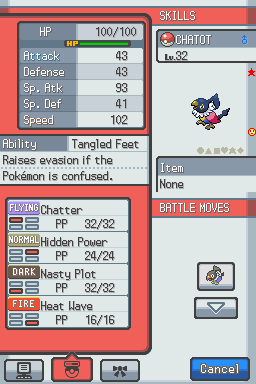 SKILLS
HP 100/100
HP
Attack 43
Defense 43
Sp. Atk 93
Sp. Def 41
Speed 102
CHATOT ♂
Lv.32
Ability Tangled Feet
Raises evasion if the
Pokémon is confused.
Item
None
BATTLE MOVES
FLYING Chatter
PP 32/32
NORMAL Hidden Power
PP 24/24
DARK Nasty Plot
PP 32/32
FIRE Heat Wave
PP 16/16
Cancel